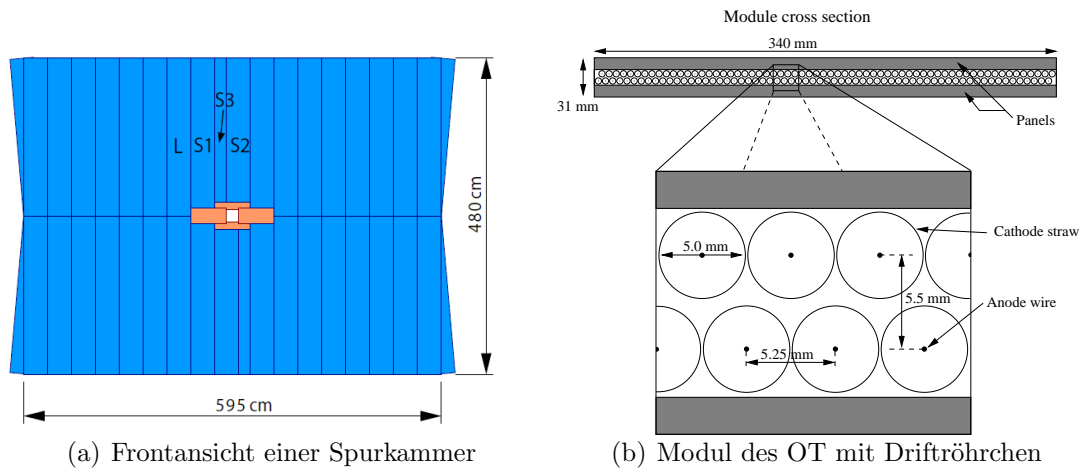 S3
L
S1
S2
480 cm
595 cm
(a) Frontansicht einer Spurkammer
Module cross section
340 mm
31 mm
Panels
Cathode straw
5.0 mm
5.5 mm
Anode wire
5.25 mm
(b) Modul des OT mit Driftröhrchen